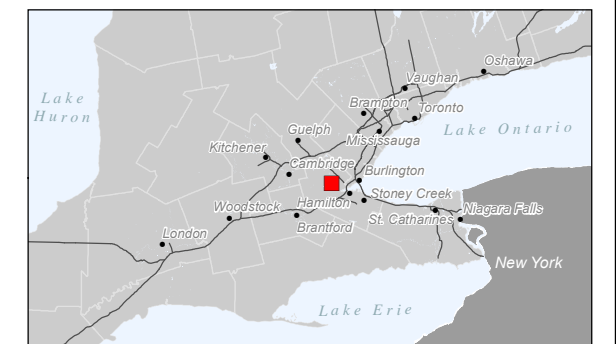 Oshawa
Vaughan
Lake
Huron
Brampton
Toronto
Guelph
Mississauga
Lake Ontario
Kitchener
Cambridge
Burlington
Stoney Creek
Woodstock
Hamilton
St. Catharines
Niagara Falls
Brantford
London
New York
Lake Erie